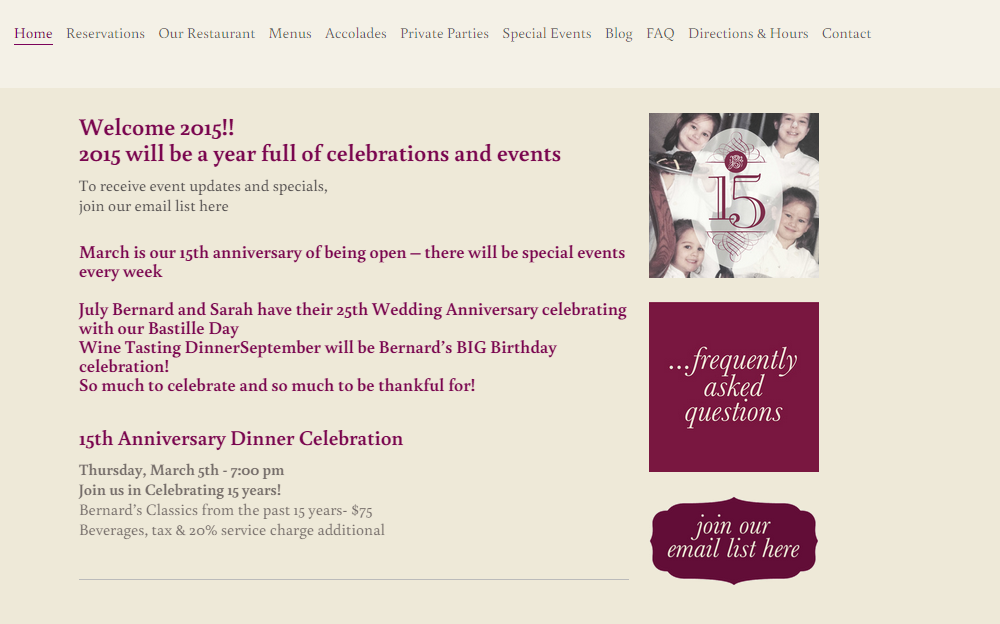 Home Reservations Our Restaurant Menus Accolades Private Parties Special Events Blog FAQ Directions & Hours Contact
Welcome 2015!!
2015 will be a year full of celebrations and events
To receive event updates and specials,
join our email list here
March is our 15th anniversary of being open – there will be special events
every week
July Bernard and Sarah have their 25th Wedding Anniversary celebrating
with our Bastille Day
Wine Tasting DinnerSeptember will be Bernard's BIG Birthday
celebration!
So much to celebrate and so much to be thankful for!
15th Anniversary Dinner Celebration
Thursday, March 5th - 7:00 pm
Join us in Celebrating 15 years!
Bernard's Classics from the past 15 years- $75
Beverages, tax & 20% service charge additional
15
...frequently
asked
questions
join our
email list here